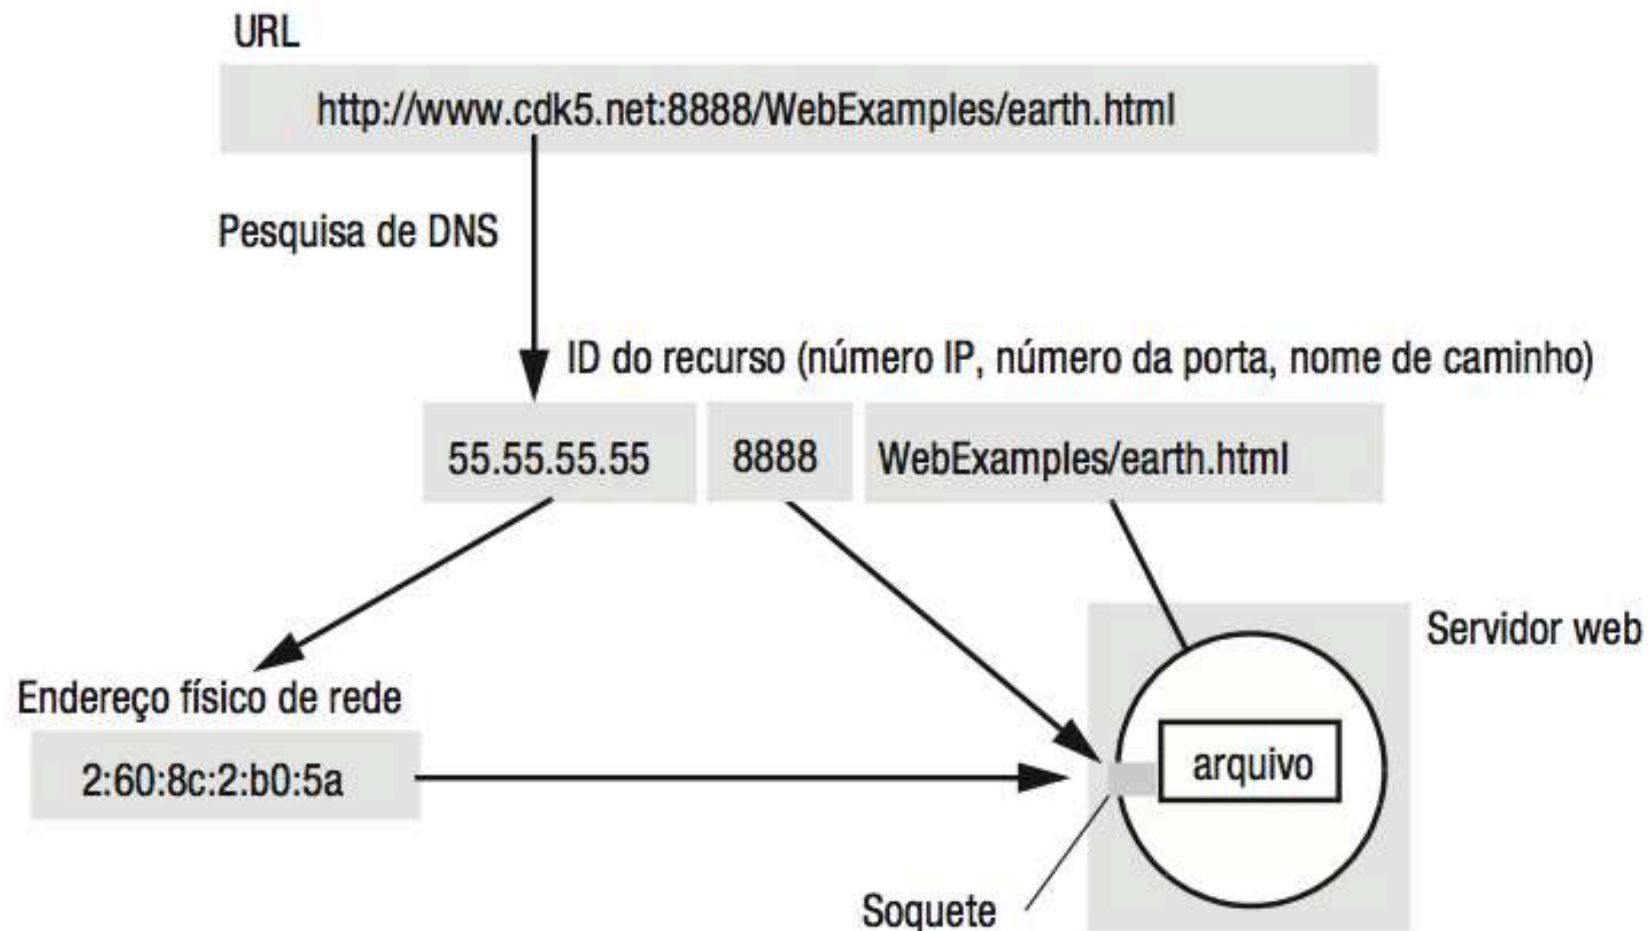 URL
http://www.cdk5.net:8888/WebExamples/earth.html
Pesquisa de DNS
ID do recurso (número IP, número da porta, nome de caminho)
55.55.55.55
8888
WebExamples/earth.html
Servidor web
Endereço físico de rede
2:60:8c:2:b0:5a
arquivo
Soquete